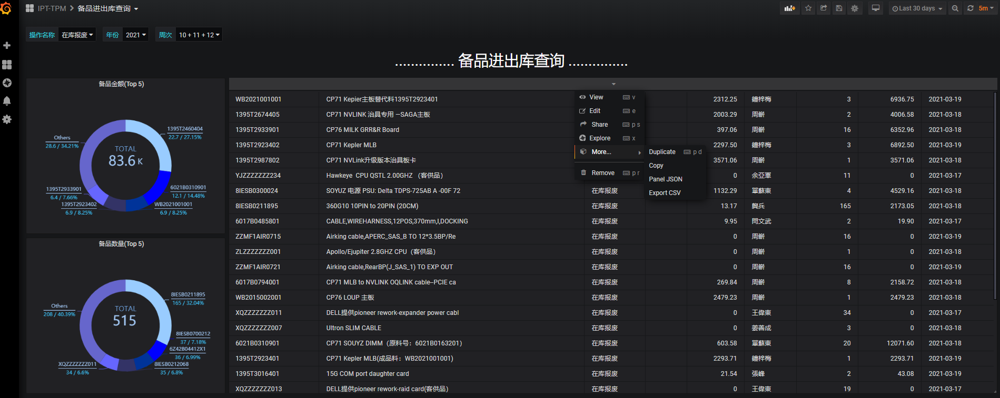 IPT-TPM > 备品进出库查询
Last 30 days
5m
操作名称 在库报废 年份 2021 周次 10 + 11 + 12
............... 备品进出库查询 ...............
备品金额(Top 5)
Others
28.6 / 34.21%
1395T2460404
22.7 / 27.15%
TOTAL
83.6 K
1395T2933901
6.4 / 7.66%
6021B0310901
12.1 / 14.48%
1395T2923402
6.9 / 8.25%
WB2021001001
6.9 / 8.25%
备品数量(Top 5)
8IESB0211895
165 / 32.04%
Others
208 / 40.39%
TOTAL
515
8IESB0700212
37 / 7.18%
6Z42B04412X1
36 / 6.99%
XQZZZZZZZ011
34 / 6.6%
8IESB0212068
35 / 6.8%
WB2021001001 CP71 Kepier主板替代料1395T2923401 2312.25 鐘梓梅 3 6936.75 2021-03-19
1395T2674405 CP71 NVLINK 治具专用 —SAGA主板 2003.29 周嶄 2 4006.58 2021-03-18
1395T2933901 CP76 MILK GRR&R Board 397.06 周嶄 16 6352.96 2021-03-18
1395T2923402 CP71 Kepler MLB 2297.50 鐘梓梅 3 6892.50 2021-03-19
1395T2987802 CP71 NVLink升级版本治具板卡 3571.06 周嶄 1 3571.06 2021-03-18
YJZZZZZZZ234 Hawkeye CPU QSTL 2.00GHZ （客供品） 0 余亞軍 11 0 2021-03-17
8IESB0300024 SOYUZ 电源 PSU: Delta TDPS-725AB A -00F 72 在库报废 1132.29 單蘇東 4 4529.16 2021-03-18
8IESB0211895 360G10 10PIN to 20PIN (20CM) 在库报废 13.17 龔兵 165 2173.05 2021-03-18
6017B0485801 CABLE,WIREHARNESS,12POS,370mm,I,DOCKING 在库报废 9.95 閆文武 2 19.90 2021-03-17
ZZMF1AIR0715 Airking cable,APERC_SAS_B TO 12*3.5BP/Re 在库报废 0 周嶄 16 0 2021-03-19
ZLZZZZZZZ001 Apollo/Ejupiter 2.8GHZ CPU（客供品） 在库报废 0 周嶄 1 0 2021-03-18
ZZMF1AIR0721 Airking cable,RearBP(J_SAS_1) TO EXP OUT 在库报废 0 周嶄 16 0 2021-03-19
6017B0794001 CP71 MLB to NVLINK OQLINK cable–PCIE ca 在库报废 269.84 周嶄 8 2158.72 2021-03-18
WB2015002001 CP76 LOUP 主板 在库报废 2479.23 周嶄 1 2479.23 2021-03-18
XQZZZZZZZ011 DELL提供pioneer rework-expander power cabl 在库报废 0 王偉東 34 0 2021-03-17
XQZZZZZZZ007 Ultron SLIM CABLE 在库报废 0 姜善成 3 0 2021-03-18
6021B0310901 CP71 SOUYZ DIMM（原料号：6021B0163201） 在库报废 603.58 單蘇東 20 12071.60 2021-03-18
1395T2923401 CP71 Kepler MLB(成品料：WB2021001001) 在库报废 2293.71 鐘梓梅 1 2293.71 2021-03-19
1395T3016401 15G COM port daughter card 在库报废 21.54 張峰 2 43.08 2021-03-19
XQZZZZZZZ013 DELL提供pioneer rework-raid card(客供品） 在库报废 0 王偉東 19 0 2021-03-17
View v
Edit e
Share p s
Explore x
More...
Remove p r
Duplicate p d
Copy
Panel JSON
Export CSV